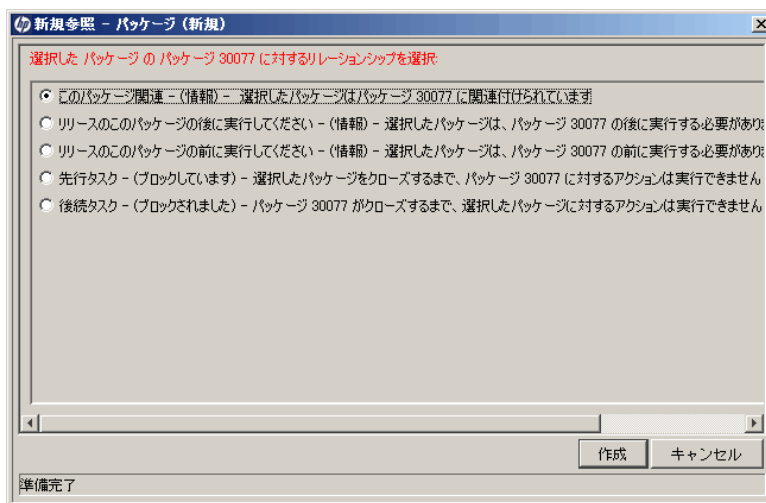 hp 新規参照 - パッケージ (新規)
選択した パッケージ の パッケージ 30077 に対するリレーションシップを選択:
このパッケージ関連 - (情報) - 選択したパッケージはパッケージ 30077 に関連付けられています
リリースのこのパッケージの後に実行してください - (情報) - 選択したパッケージは、パッケージ 30077 の後に実行する必要があり
リリースのこのパッケージの前に実行してください - (情報) - 選択したパッケージは、パッケージ 30077 の前に実行する必要があり
先行タスク - (ブロックしています) - 選択したパッケージをクローズするまで、パッケージ 30077 に対するアクションは実行できません
後続タスク - (ブロックされました) - パッケージ 30077 がクローズするまで、選択したパッケージに対するアクションは実行できません
作成 キャンセル
準備完了